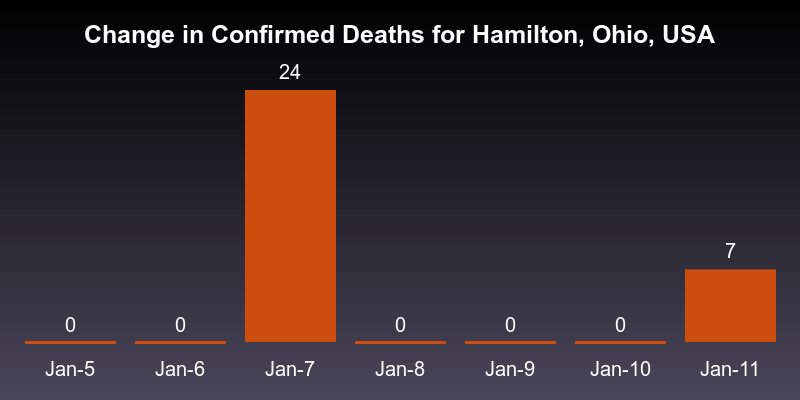 Change in Confirmed Deaths for Hamilton, Ohio, USA
24
7
0 0 0 0 0
Jan-5 Jan-6 Jan-7 Jan-8 Jan-9 Jan-10 Jan-11